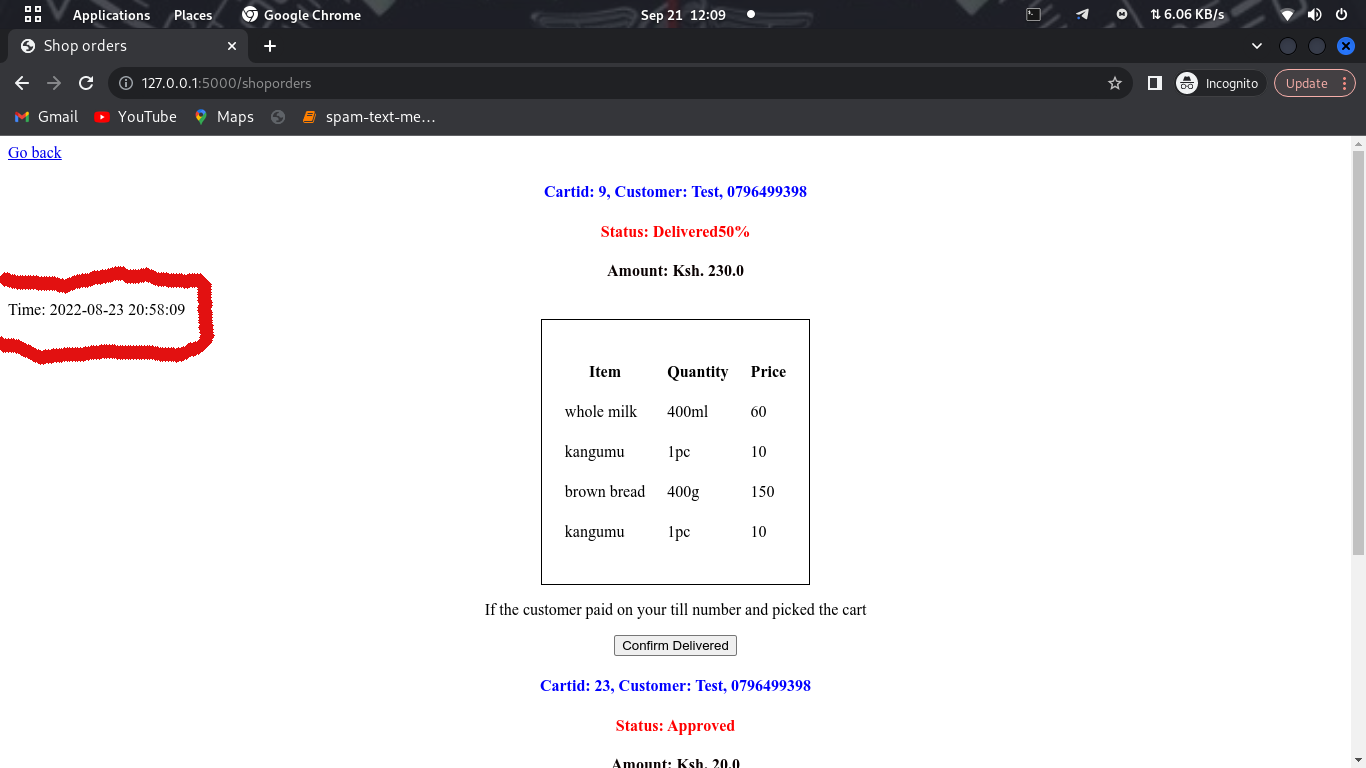 Applications Places Google Chrome Sep 21 12:09 6.06 KB/s
Shop orders
127.0.0.1:5000/shoporders Incognito Update
Gmail YouTube Maps spam-text-me…
Go back
Cartid: 9, Customer: Test, 0796499398
Status: Delivered50%
Amount: Ksh. 230.0
Time: 2022-08-23 20:58:09
Item Quantity Price
whole milk 400ml 60
kangumu 1pc 10
brown bread 400g 150
kangumu 1pc 10
If the customer paid on your till number and picked the cart
Confirm Delivered
Cartid: 23, Customer: Test, 0796499398
Status: Approved
Amount: Ksh. 20.0